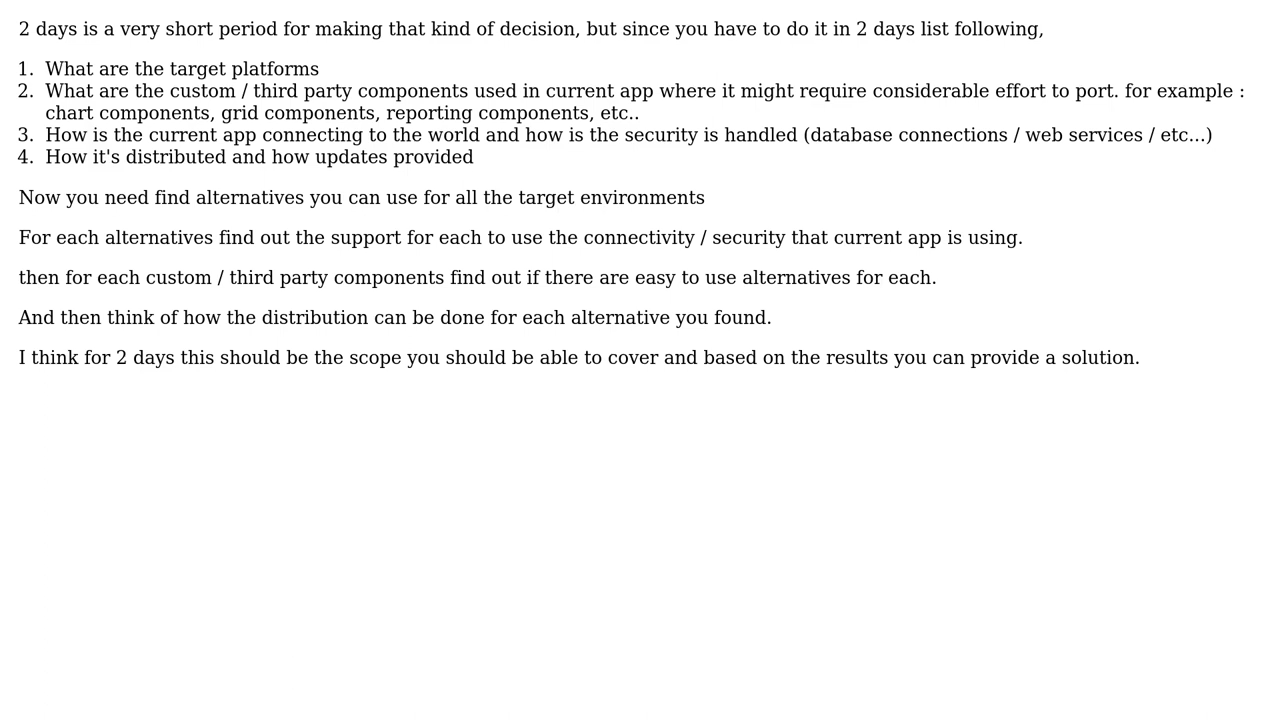 2 days is a very short period for making that kind of decision, but since you have to do it in 2 days list following,
1. What are the target platforms
2. What are the custom / third party components used in current app where it might require considerable effort to port. for example :
chart components, grid components, reporting components, etc..
3. How is the current app connecting to the world and how is the security is handled (database connections / web services / etc...)
4. How it's distributed and how updates provided
Now you need find alternatives you can use for all the target environments
For each alternatives find out the support for each to use the connectivity / security that current app is using.
then for each custom / third party components find out if there are easy to use alternatives for each.
And then think of how the distribution can be done for each alternative you found.
I think for 2 days this should be the scope you should be able to cover and based on the results you can provide a solution.